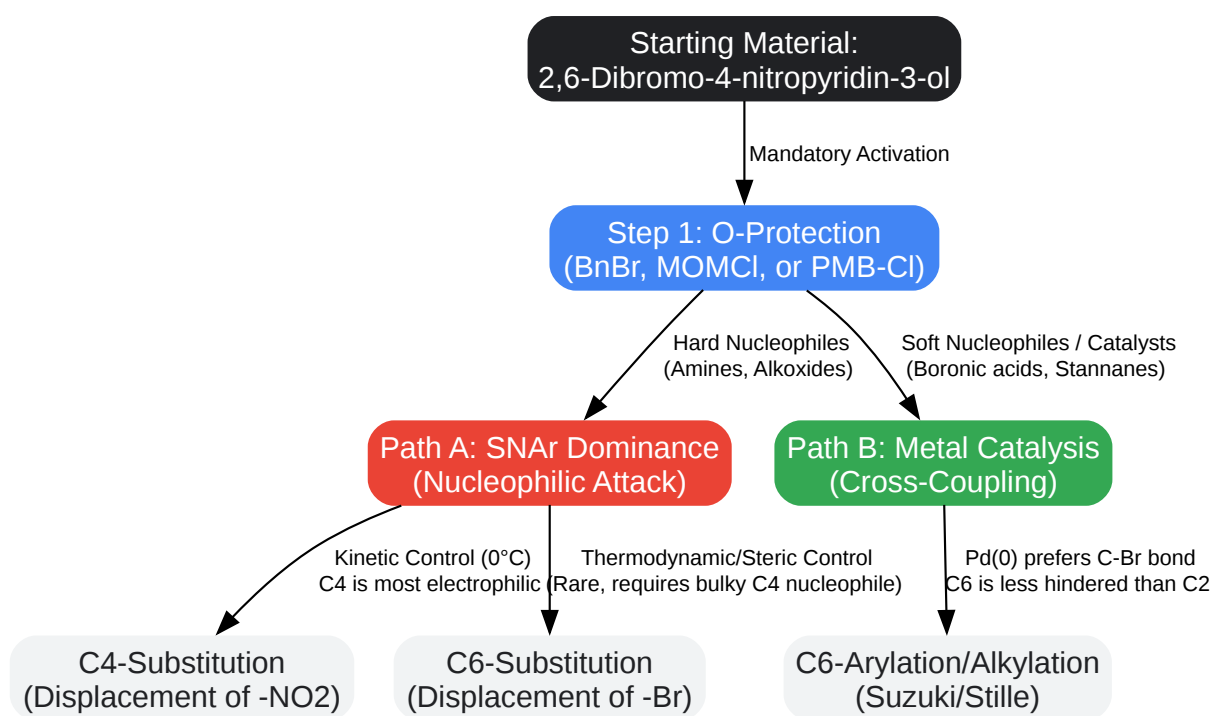 Starting Material:
2,6-Dibromo-4-nitropyridin-3-ol
Mandatory Activation
Step 1: O-Protection
(BnBr, MOMCl, or PMB-Cl)
Hard Nucleophiles
(Amines, Alkoxides)
Soft Nucleophiles / Catalysts
(Boronic acids, Stannanes)
Path A: SNAr Dominance
(Nucleophilic Attack)
Path B: Metal Catalysis
(Cross-Coupling)
Kinetic Control (0°C)
C4 is most electrophilic
Thermodynamic/Steric Control
(Rare, requires bulky C4 nucleophile)
Pd(0) prefers C-Br bond
C6 is less hindered than C2
C4-Substitution
(Displacement of -NO2)
C6-Substitution
(Displacement of -Br)
C6-Arylation/Alkylation
(Suzuki/Stille)